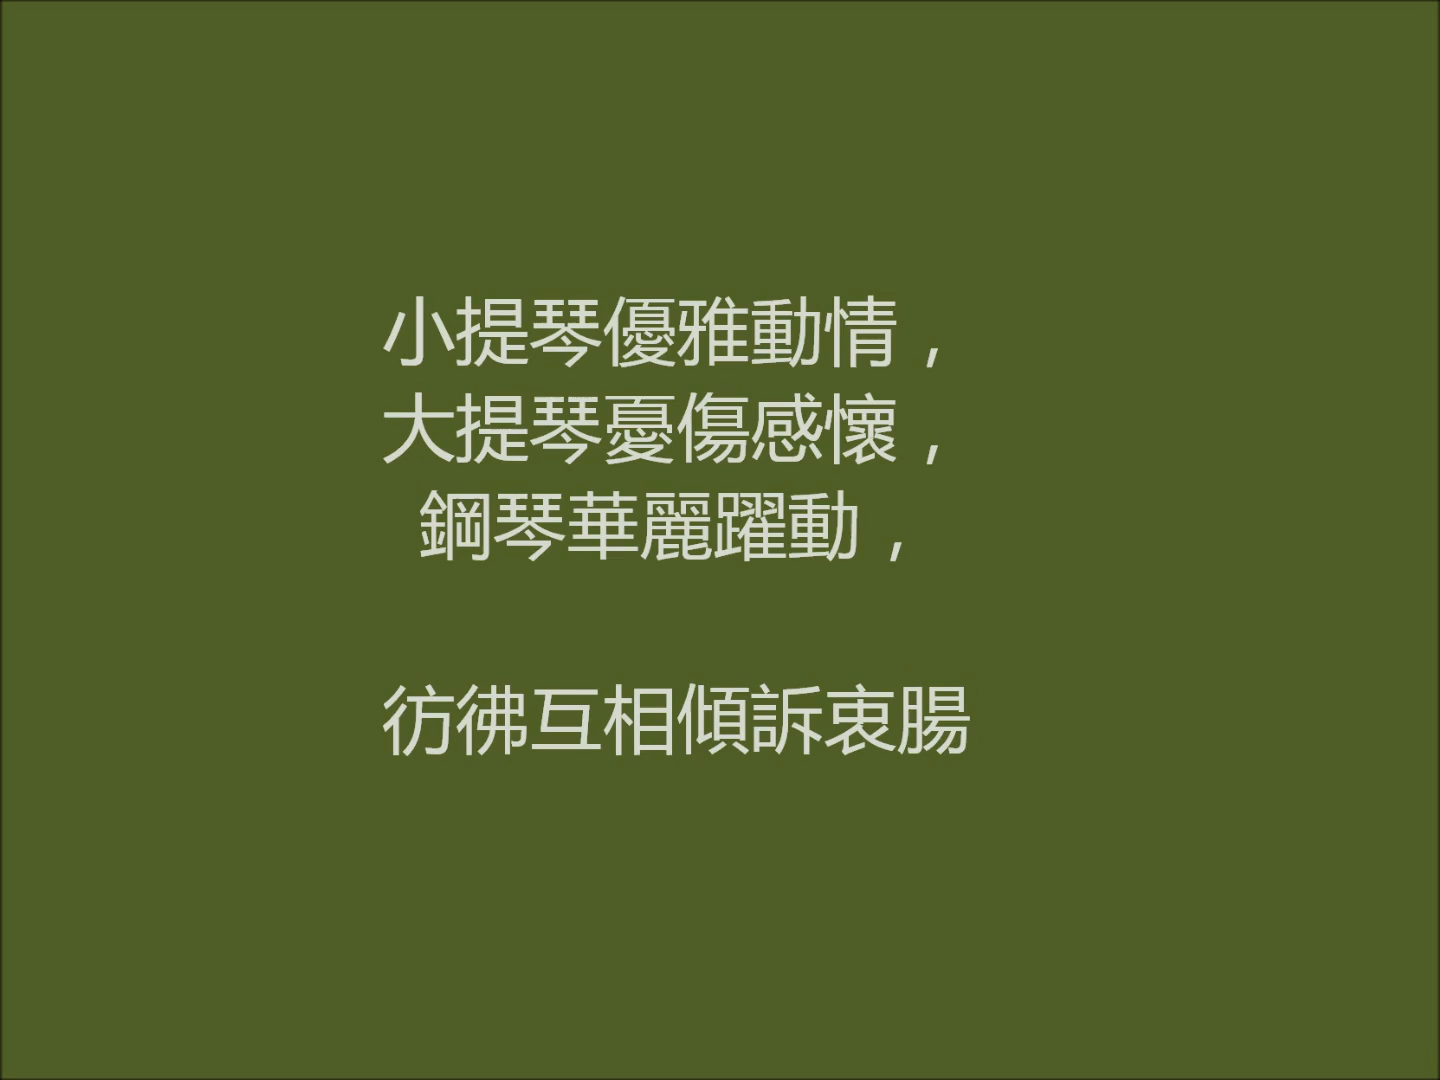 小提琴優雅動情，
大提琴憂傷感懷，
鋼琴華麗躍動，
彷彿互相傾訴衷腸